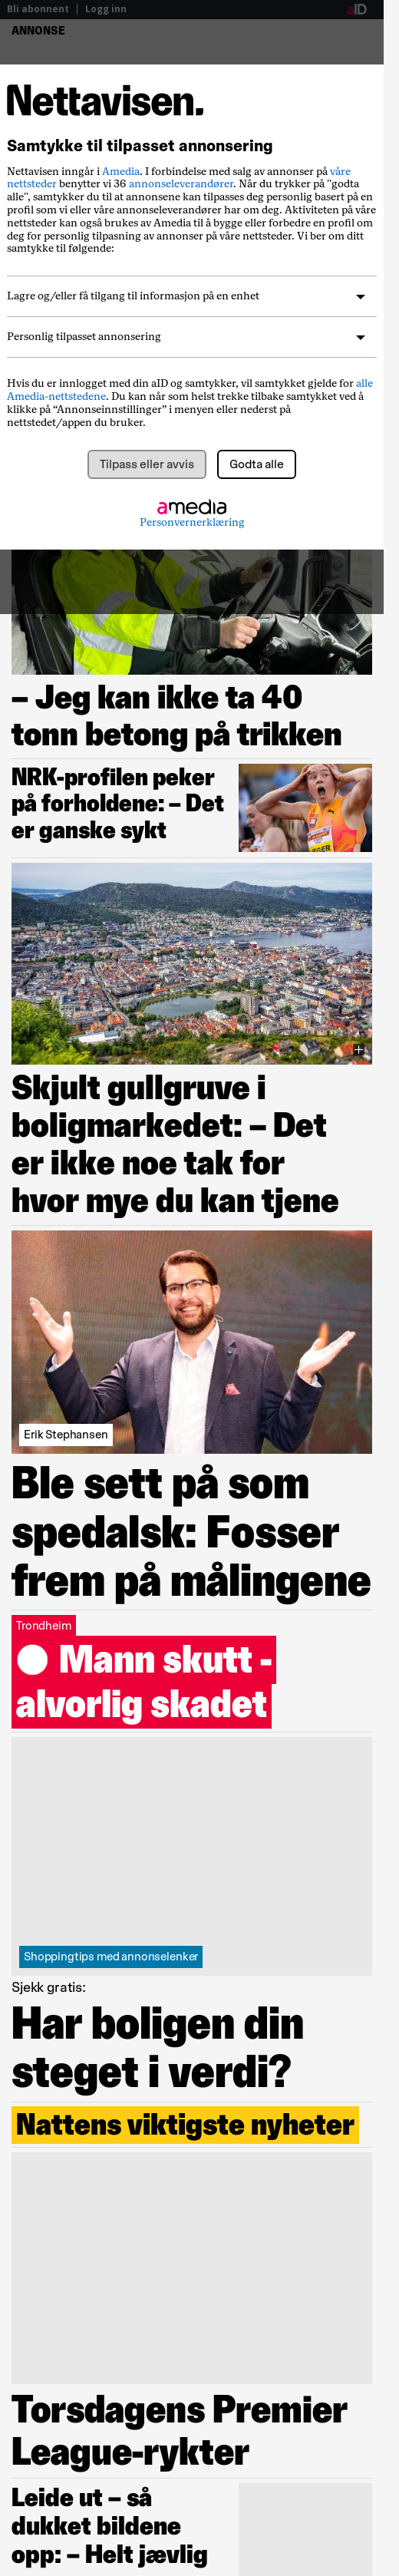 Bli abonnent | Logg inn aID
ANNONSE
Nettavisen.
Samtykke til tilpasset annonsering
Nettavisen inngår i Amedia. I forbindelse med salg av annonser på våre
nettsteder benytter vi 36 annonseleverandører. Når du trykker på "godta
alle", samtykker du til at annonsene kan tilpasses deg personlig basert på en
profil som vi eller våre annonseleverandører har om deg. Aktiviteten på våre
nettsteder kan også brukes av Amedia til å bygge eller forbedre en profil om
deg for personlig tilpasning av annonser på våre nettsteder. Vi ber om ditt
samtykke til følgende:
Lagre og/eller få tilgang til informasjon på en enhet
Personlig tilpasset annonsering
Hvis du er innlogget med din aID og samtykker, vil samtykket gjelde for alle
Amedia-nettstedene. Du kan når som helst trekke tilbake samtykket ved å
klikke på “Annonseinnstillinger” i menyen eller nederst på
nettstedet/appen du bruker.
Tilpass eller avvis Godta alle
amedia
Personvernerklæring
– Jeg kan ikke ta 40
tonn betong på trikken
NRK-profilen peker
på forholdene: – Det
er ganske sykt
Skjult gullgruve i
boligmarkedet: – Det
er ikke noe tak for
hvor mye du kan tjene
Erik Stephansen
Ble sett på som
spedalsk: Fosser
frem på målingene
Trondheim
Mann skutt -
alvorlig skadet
Shoppingtips med annonselenker
Sjekk gratis:
Har boligen din
steget i verdi?
Nattens viktigste nyheter
Torsdagens Premier
League-rykter
Leide ut – så
dukket bildene
opp: – Helt jævlig